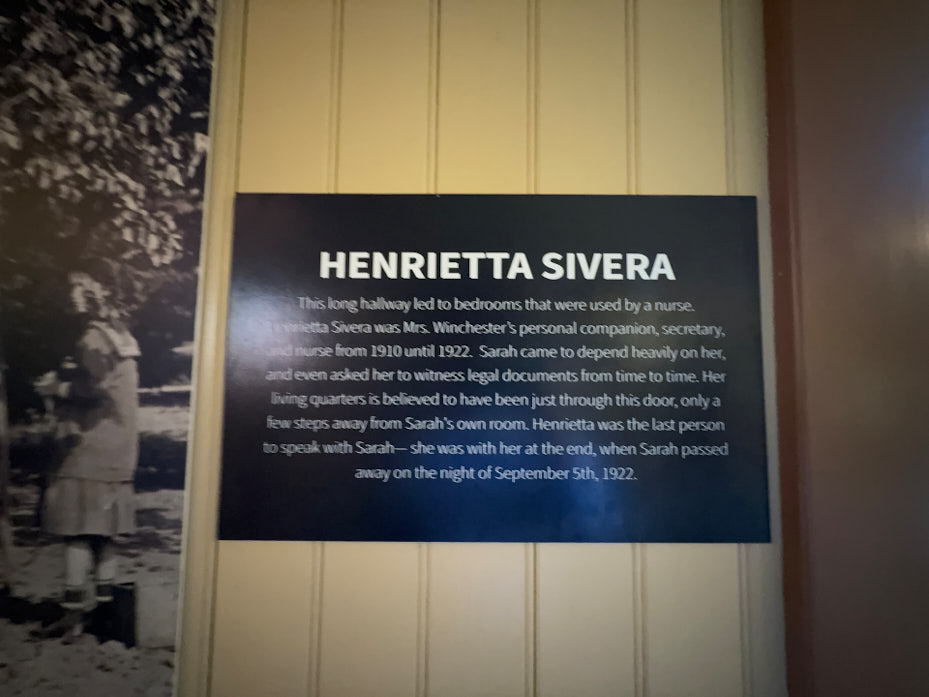 HENRIETTA SIVERA
This long hallway led to bedrooms that were used by a nurse.
Henrietta Sivera was Mrs. Winchester's personal companion, secretary,
and nurse from 1910 until 1922. Sarah came to depend heavily on her,
and even asked her to witness legal documents from time to time. Her
living quarters is believed to have been just through this door, only a
few steps away from Sarah's own room. Henrietta was the last person
to speak with Sarah— she was with her at the end, when Sarah passed
away on the night of September 5th, 1922.